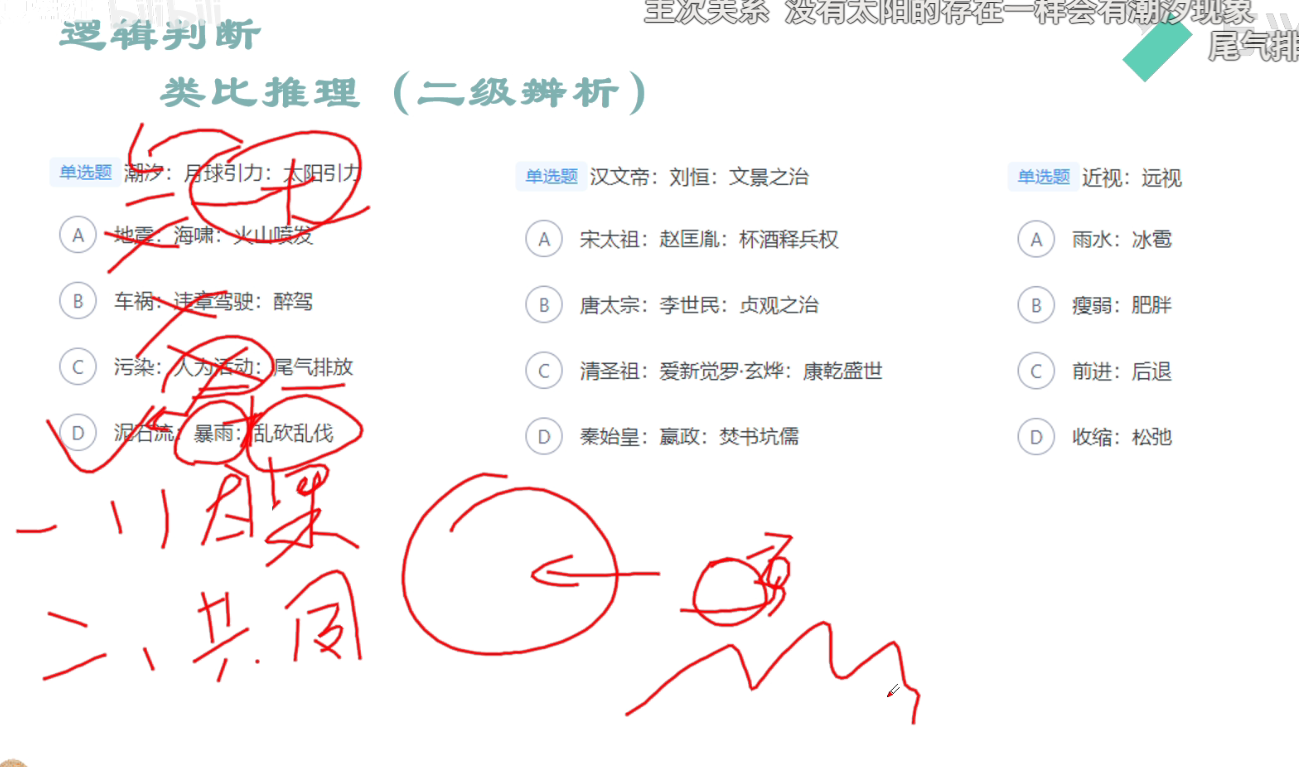 bilibili
主次关系 没有太阳的存在一样会有潮汐现象
尾气排
逻辑判断
类比推理（二级辨析）
单选题 潮汐：月球引力：太阳引力
A 地震：海啸：火山喷发
B 车祸：违章驾驶：醉驾
C 污染：人为活动：尾气排放
D 泥石流：暴雨：乱砍乱伐
单选题 汉文帝：刘恒：文景之治
A 宋太祖：赵匡胤：杯酒释兵权
B 唐太宗：李世民：贞观之治
C 清圣祖：爱新觉罗·玄烨：康乾盛世
D 秦始皇：嬴政：焚书坑儒
单选题 近视：远视
A 雨水：冰雹
B 瘦弱：肥胖
C 前进：后退
D 收缩：松弛
一、因果
二、共同